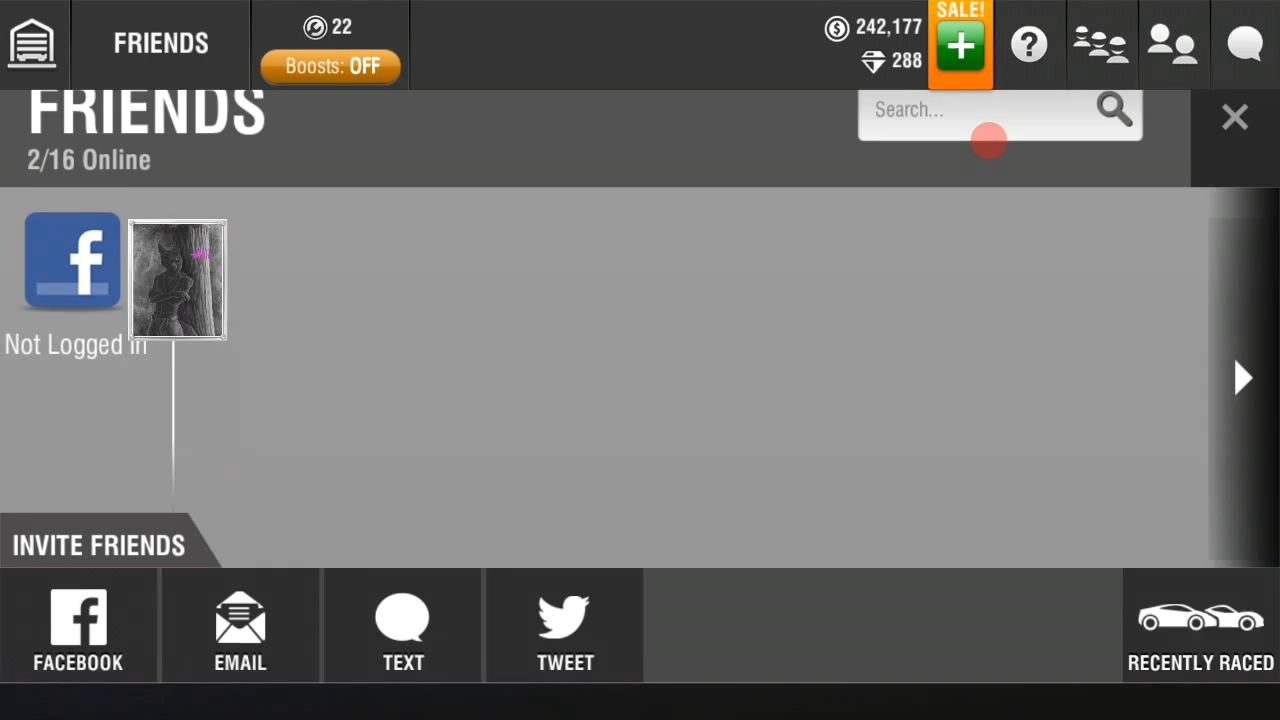 FRIENDS
22
Boosts: OFF
242,177
288
SALE!
FRIENDS
2/16 Online
Search...
Not Logged in
INVITE FRIENDS
FACEBOOK
EMAIL
TEXT
TWEET
RECENTLY RACED